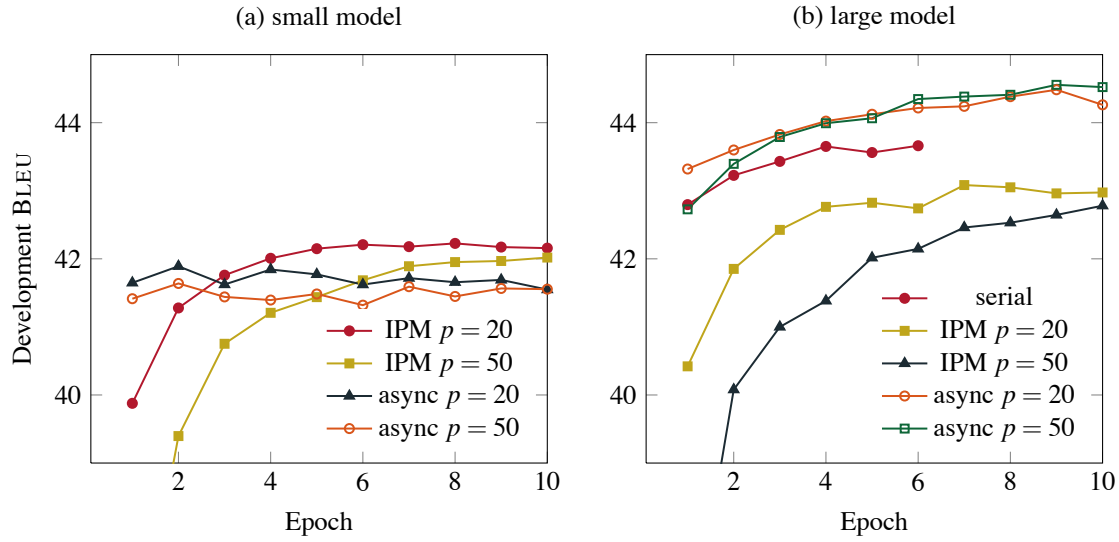 (a) small model
44
42
40
Development BLEU
2 4 6 8 10
Epoch
IPM p = 20
IPM p = 50
async p = 20
async p = 50
(b) large model
44
42
40
2 4 6 8 10
Epoch
serial
IPM p = 20
IPM p = 50
async p = 20
async p = 50